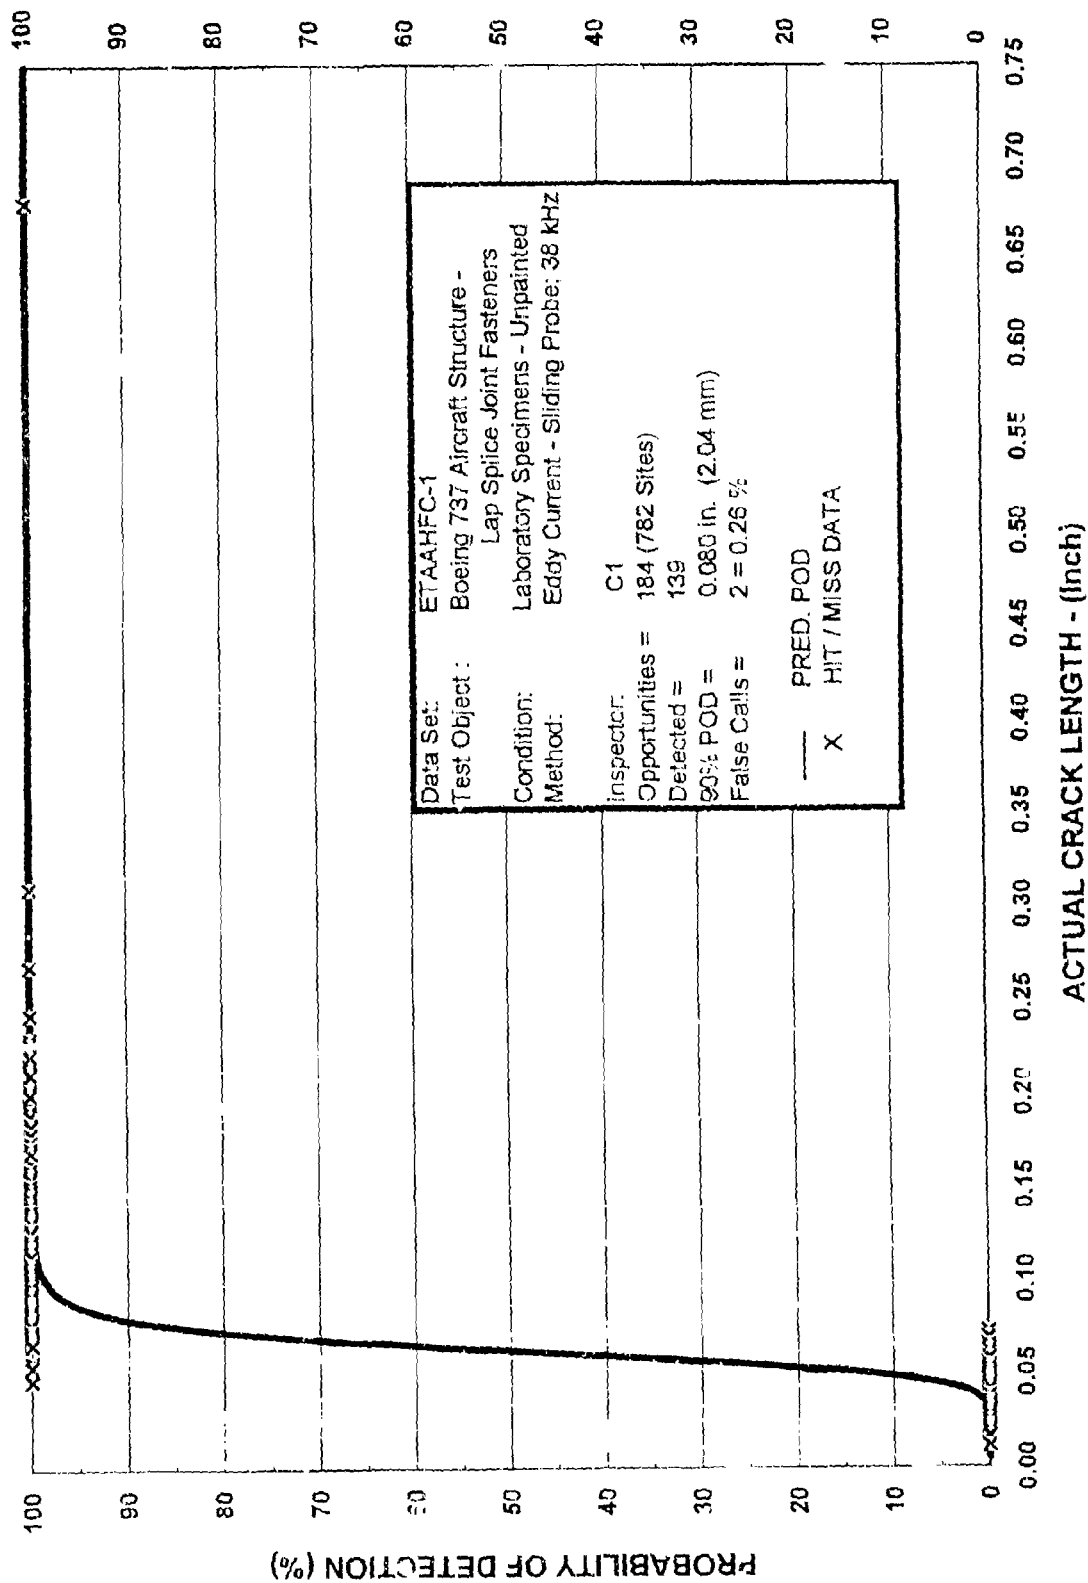 PROBABILITY OF DETECTION (%)
100
90
80
70
50
40
30
20
10
0
100
90
80
70
60
50
40
30
20
10
0
Data Set: ETAAHFC-1
Test Object : Boeing 737 Aircraft Structure -
Lap Splice Joint Fasteners
Condition: Laboratory Specimens - Unpainted
Method: Eddy Current - Sliding Probe; 38 kHz
Inspector: C1
Opportunities = 184 (782 Sites)
Detected = 139
90% POD = 0.080 in. (2.04 mm)
False Calls = 2 = 0.26 %
PRED. POD
X HIT / MISS DATA
0.00 0.05 0.10 0.15 0.20 0.25 0.30 0.35 0.40 0.45 0.50 0.55 0.60 0.65 0.70 0.75
ACTUAL CRACK LENGTH - (Inch)